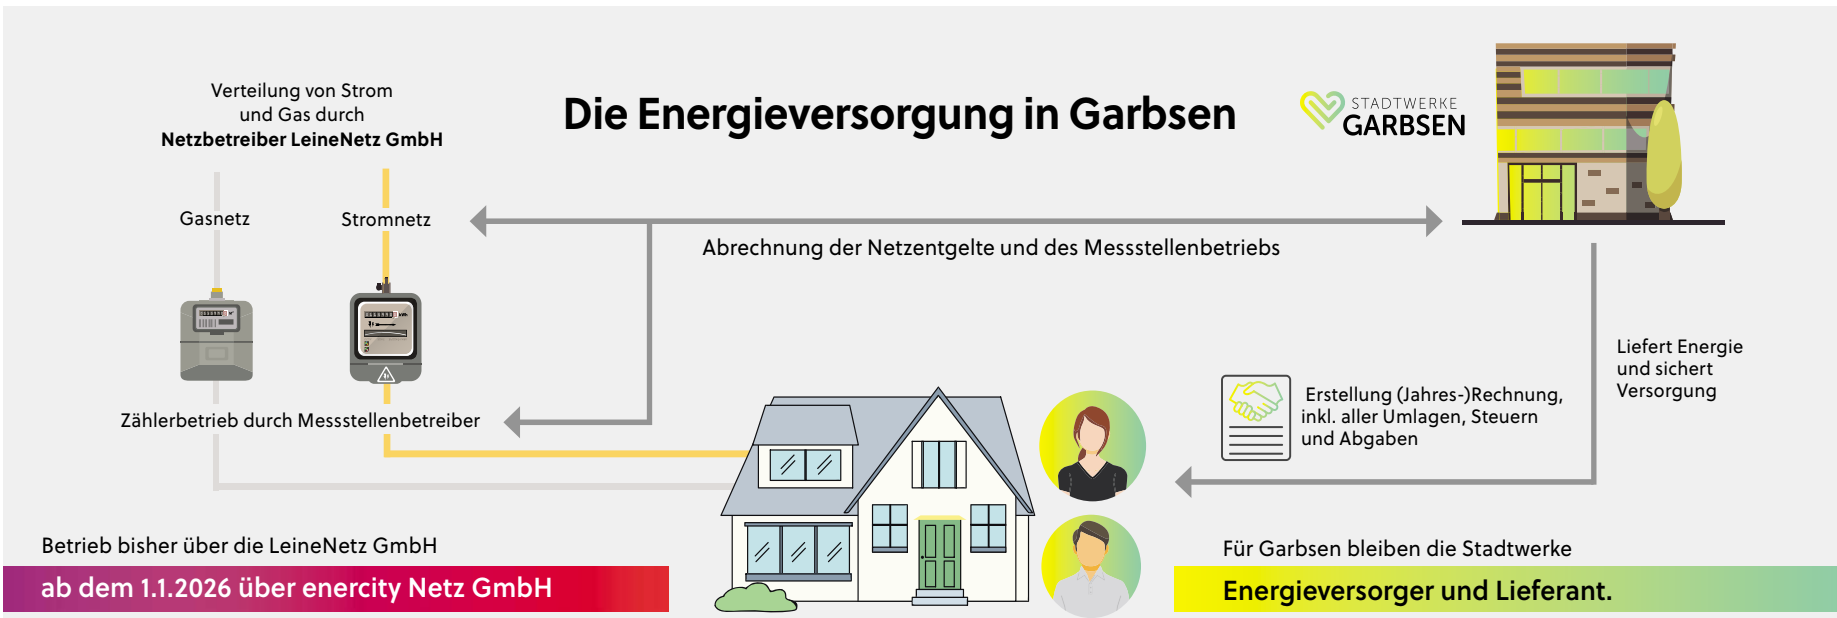 Die Energieversorgung in Garbsen
Verteilung von Strom
und Gas durch
Netzbetreiber LeineNetz GmbH
Gasnetz
Stromnetz
Zählerbetrieb durch Messstellenbetreiber
Abrechnung der Netzentgelte und des Messstellenbetriebs
STADTWERKE
GARBSEN
Liefert Energie
und sichert
Versorgung
Erstellung (Jahres-)Rechnung,
inkl. aller Umlagen, Steuern
und Abgaben
Betrieb bisher über die LeineNetz GmbH
ab dem 1.1.2026 über enercity Netz GmbH
Für Garbsen bleiben die Stadtwerke
Energieversorger und Lieferant.